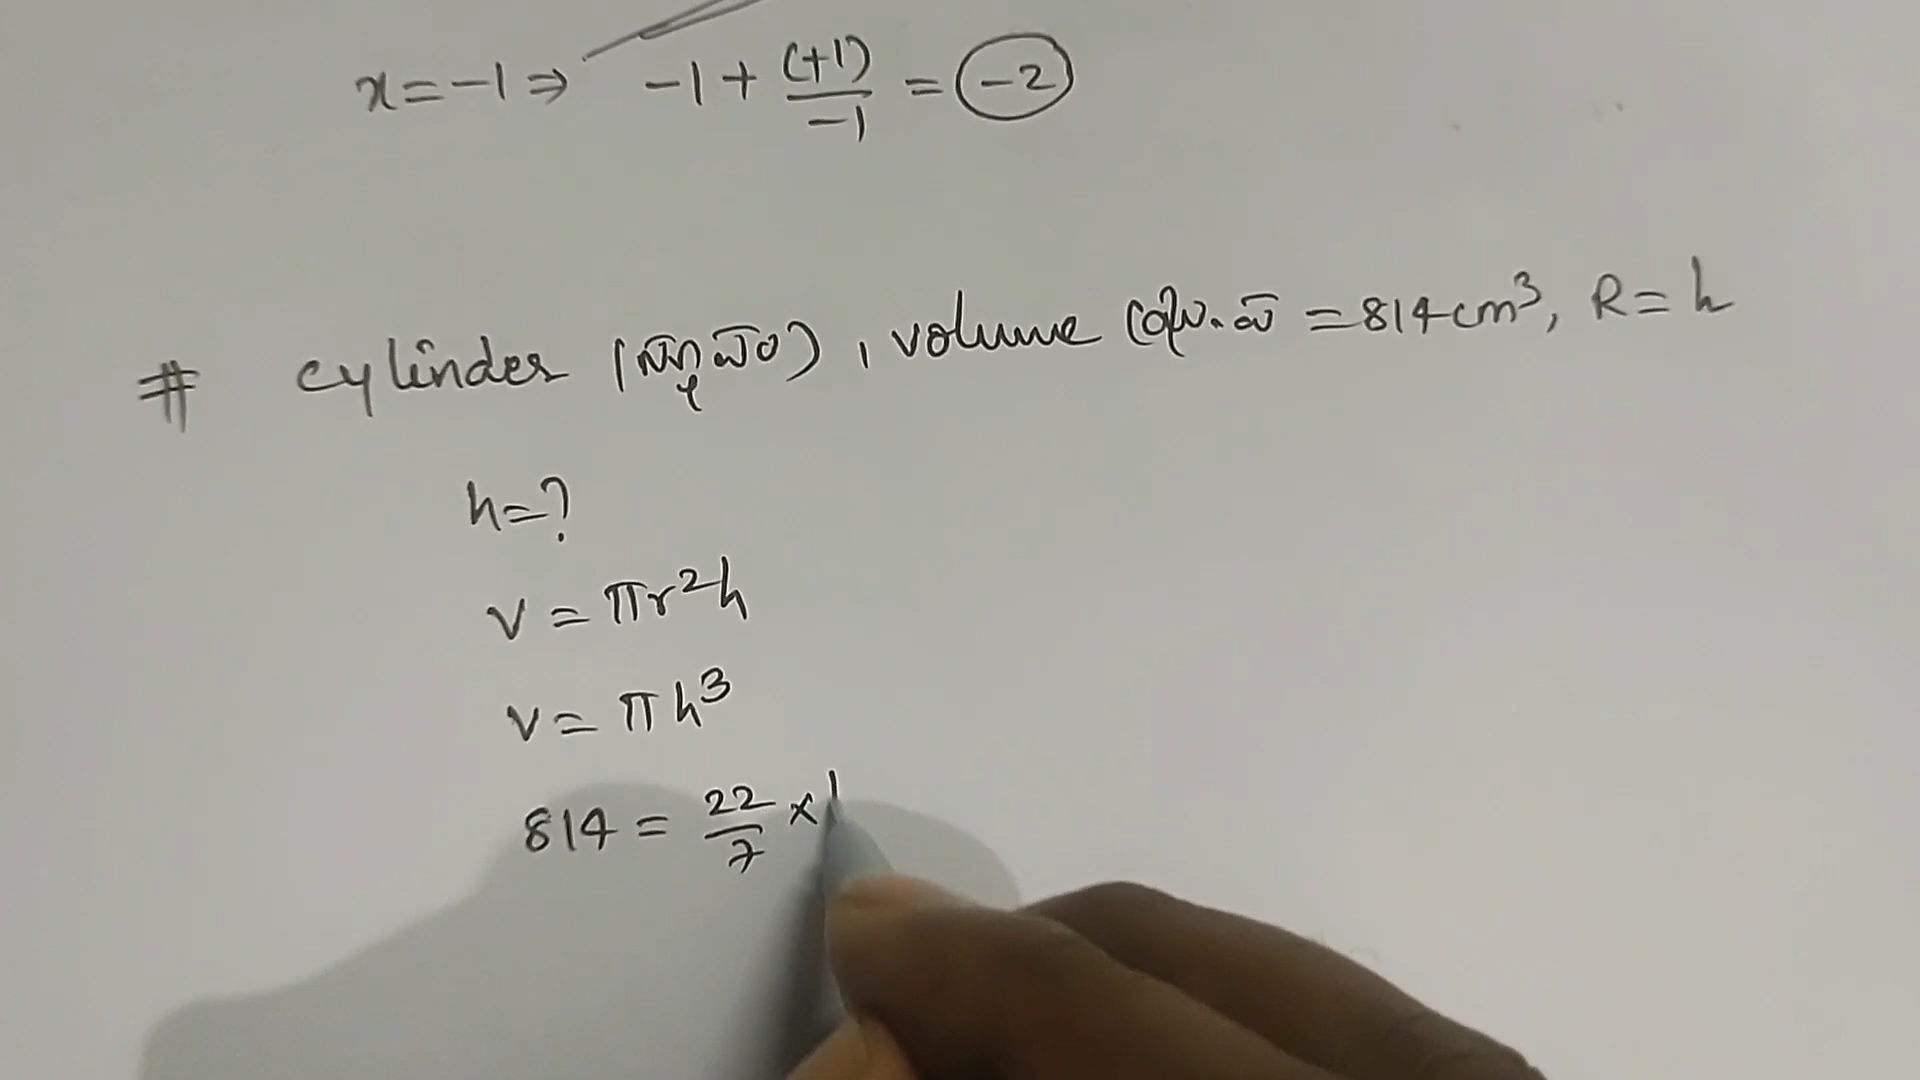 x = -1 ⇒ -1 + (+1)/-1 = -2
# cylinder ( ), volume ( = 814 cm³, R = h
h = ?
V = πr²h
V = πh³
814 = 22/7 ×